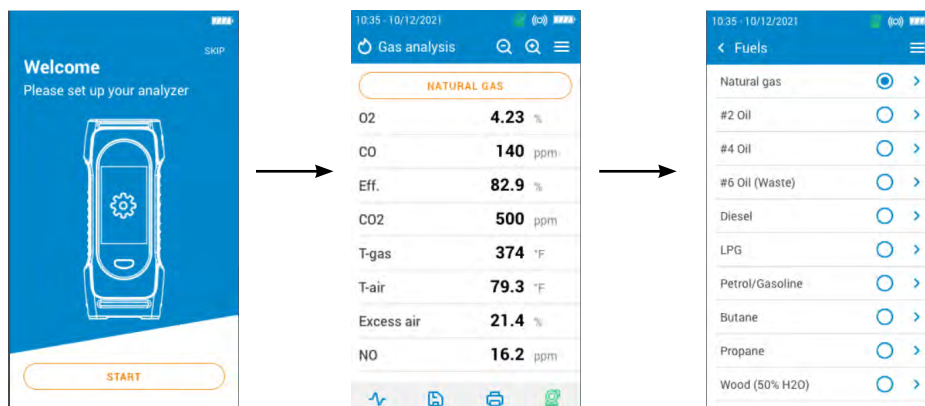 SKIP
Welcome
Please set up your analyzer
START
10:35 - 10/12/2021
Gas analysis
NATURAL GAS
O2 4.23 %
CO 140 ppm
Eff. 82.9 %
CO2 500 ppm
T-gas 374 °F
T-air 79.3 °F
Excess air 21.4 %
NO 16.2 ppm
10:35 - 10/12/2021
Fuels
Natural gas
#2 Oil
#4 Oil
#6 Oil (Waste)
Diesel
LPG
Petrol/Gasoline
Butane
Propane
Wood (50% H2O)